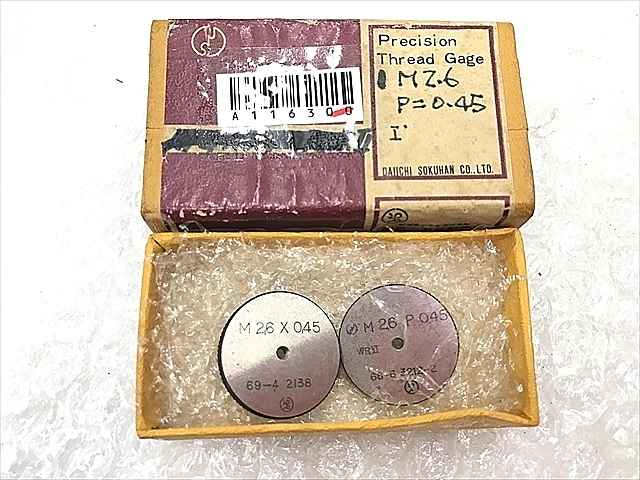 Precision
Thread Gage
M2.6
P=0.45
I'
DAIICHI SOKUHAN CO.,LTD.
A116300
M 2.6 X 0.45
69-4 2138
M 2.6 P 0.45
WRII